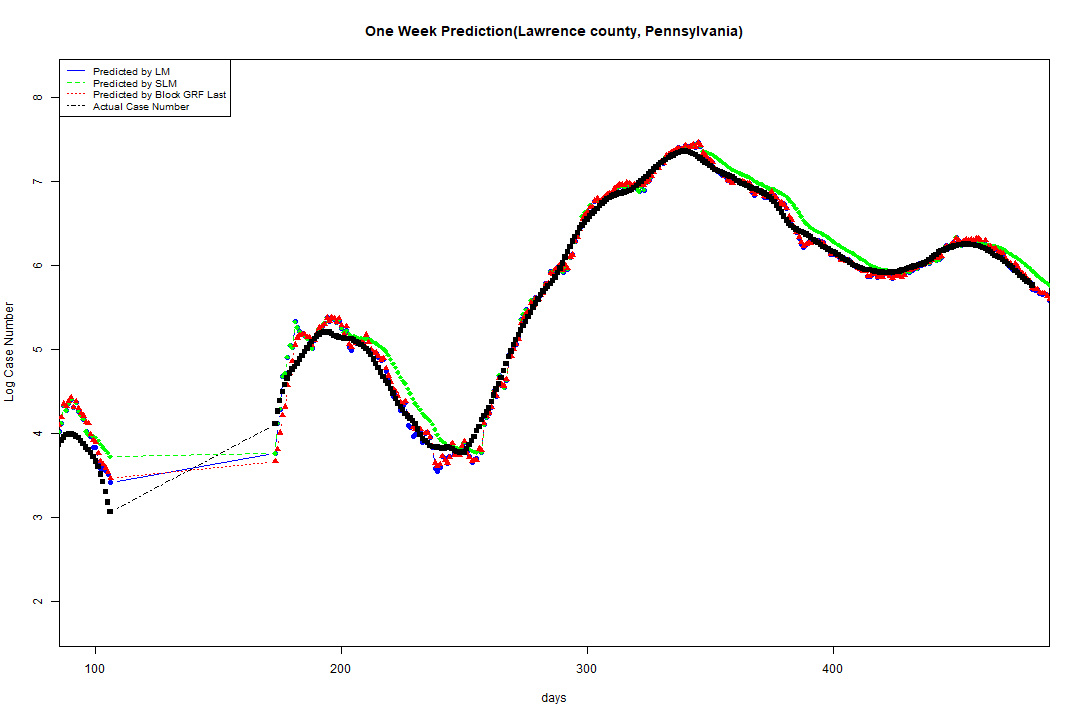 One Week Prediction(Lawrence county, Pennsylvania)
Predicted by LM
Predicted by SLM
Predicted by Block GRF Last
Actual Case Number
8
7
6
5
4
3
2
Log Case Number
100 200 300 400
days